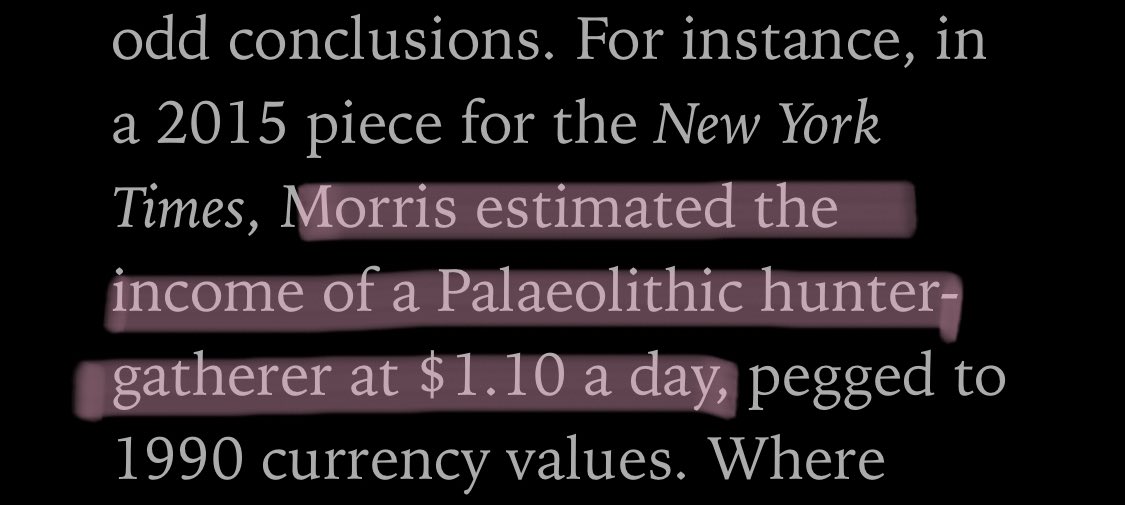 odd conclusions. For instance, in
a 2015 piece for the New York
Times, Morris estimated the
income of a Palaeolithic hunter-
gatherer at $1.10 a day, pegged to
1990 currency values. Where